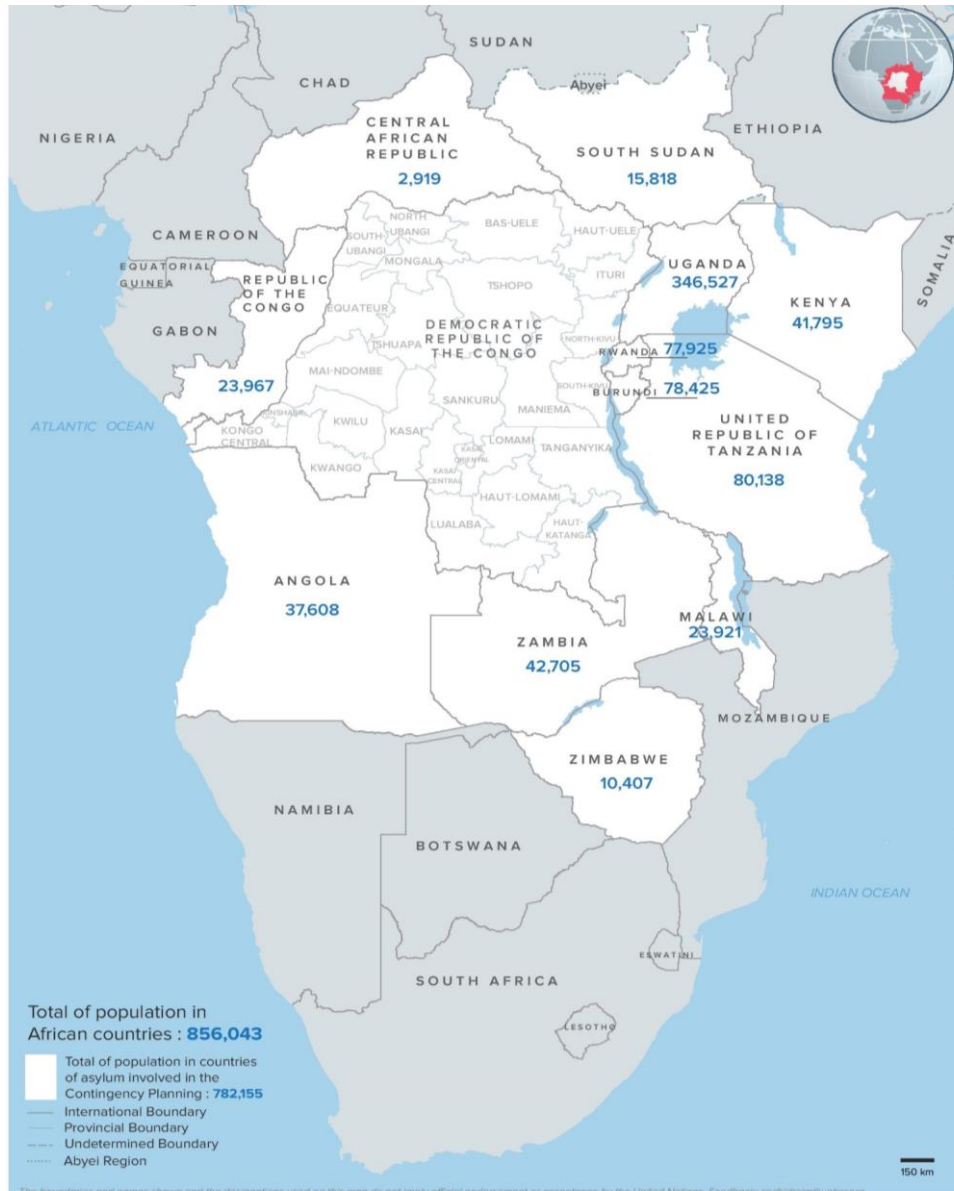 SUDAN
CHAD
Abyei
NIGERIA
ETHIOPIA
CENTRAL
AFRICAN
REPUBLIC
2,919
SOUTH SUDAN
15,818
CAMEROON
EQUATORIAL
GUINEA
GABON
REPUBLIC
OF THE
CONGO
23,967
NORTH-
UBANGI
SOUTH-
UBANGI
MONGALA
BAS-UELE
HAUT-UELE
ITURI
TSHOPO
EQUATEUR
TSHUAPA
DEMOCRATIC
REPUBLIC OF
THE CONGO
NORTH-KIVU
SOUTH-KIVU
MAI-NDOMBE
KINSHASA
KONGO
CENTRAL
KWILU
KWANGO
KASAI
SANKURU
MANIEMA
KASAI
ORIENTAL
KASAI
CENTRAL
LOMAMI
TANGANYIKA
HAUT-LOMAMI
LUALABA
HAUT-
KATANGA
UGANDA
346,527
KENYA
41,795
SOMALIA
RWANDA 77,925
BURUNDI 78,425
UNITED
REPUBLIC OF
TANZANIA
80,138
ATLANTIC OCEAN
ANGOLA
37,608
ZAMBIA
42,705
MALAWI
23,921
MOZAMBIQUE
ZIMBABWE
10,407
NAMIBIA
BOTSWANA
INDIAN OCEAN
ESWATINI
SOUTH AFRICA
LESOTHO
Total of population in
African countries : 856,043
Total of population in countries
of asylum involved in the
Contingency Planning : 782,155
International Boundary
Provincial Boundary
Undetermined Boundary
Abyei Region
150 km